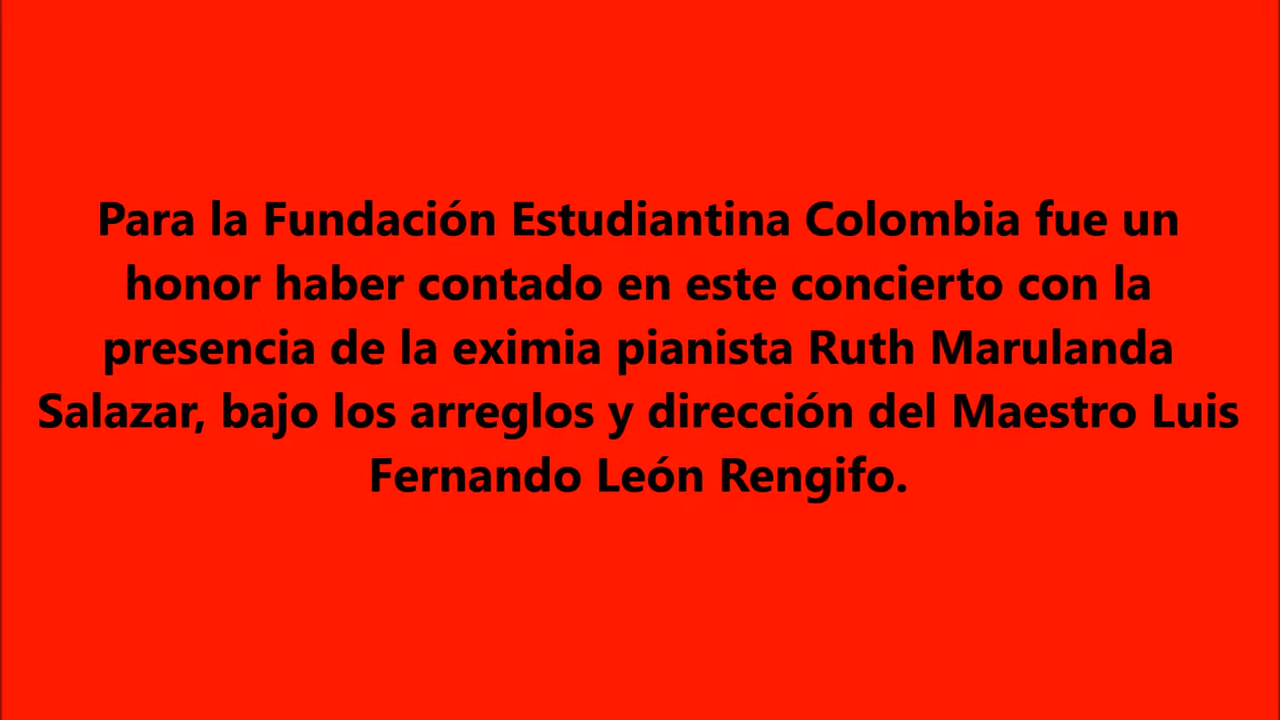 Para la Fundación Estudiantina Colombia fue un
honor haber contado en este concierto con la
presencia de la eximia pianista Ruth Marulanda
Salazar, bajo los arreglos y dirección del Maestro Luis
Fernando León Rengifo.